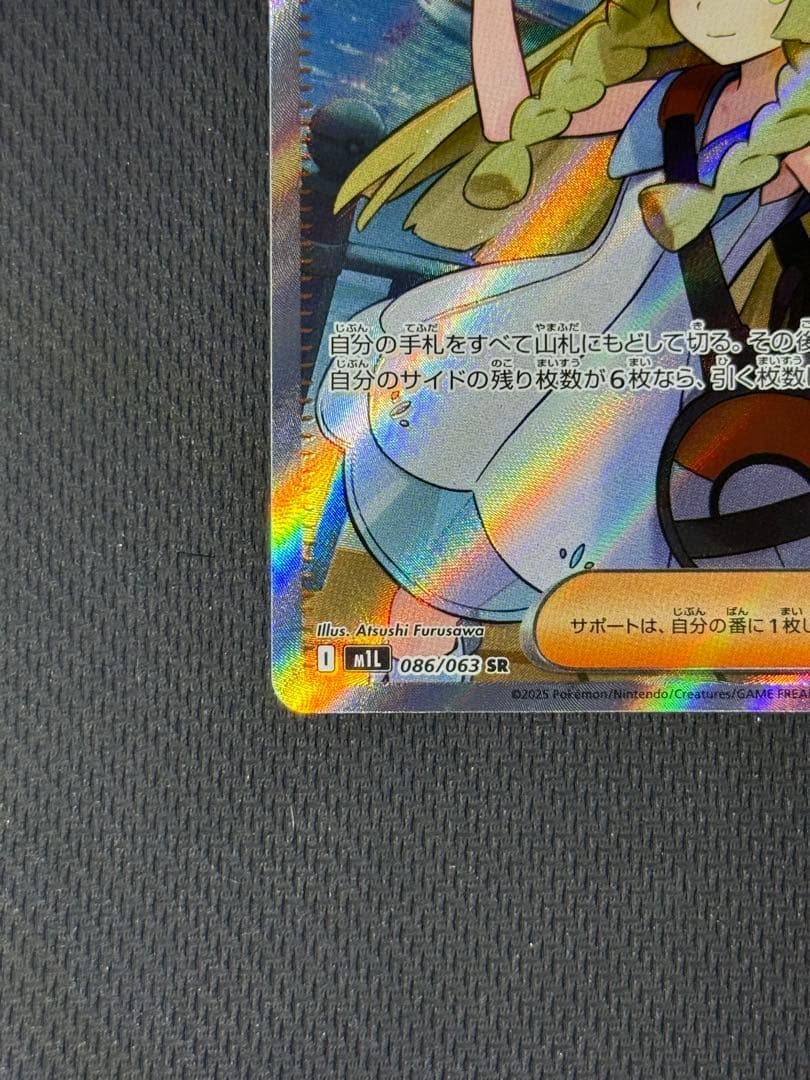 自分の手札をすべて山札にもどして切る。その後
自分のサイドの残り枚数が6枚なら、引く枚数
サポートは、自分の番に1枚し
Illus. Atsushi Furusawa
I m1L 086/063 SR
©2025 Pokémon/Nintendo/Creatures/GAME FREA